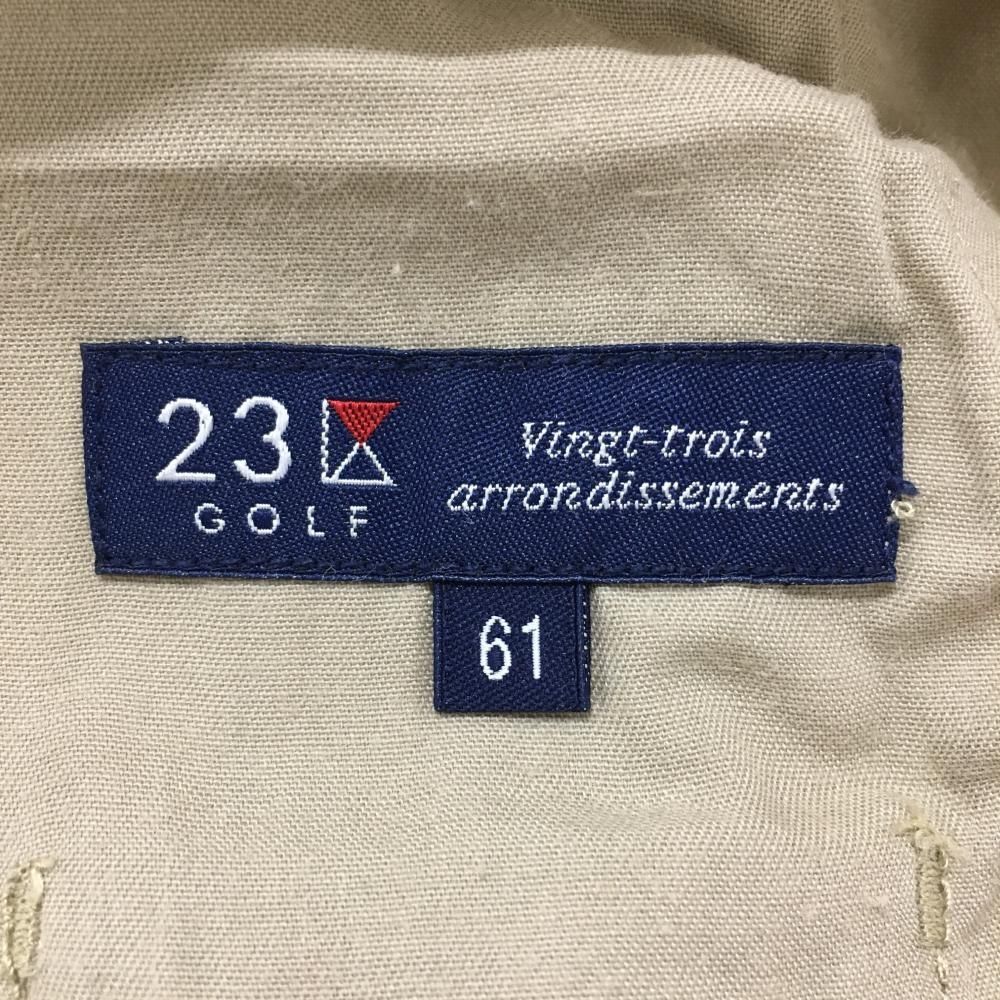 23
GOLF
Vingt-trois
arrondissements
61